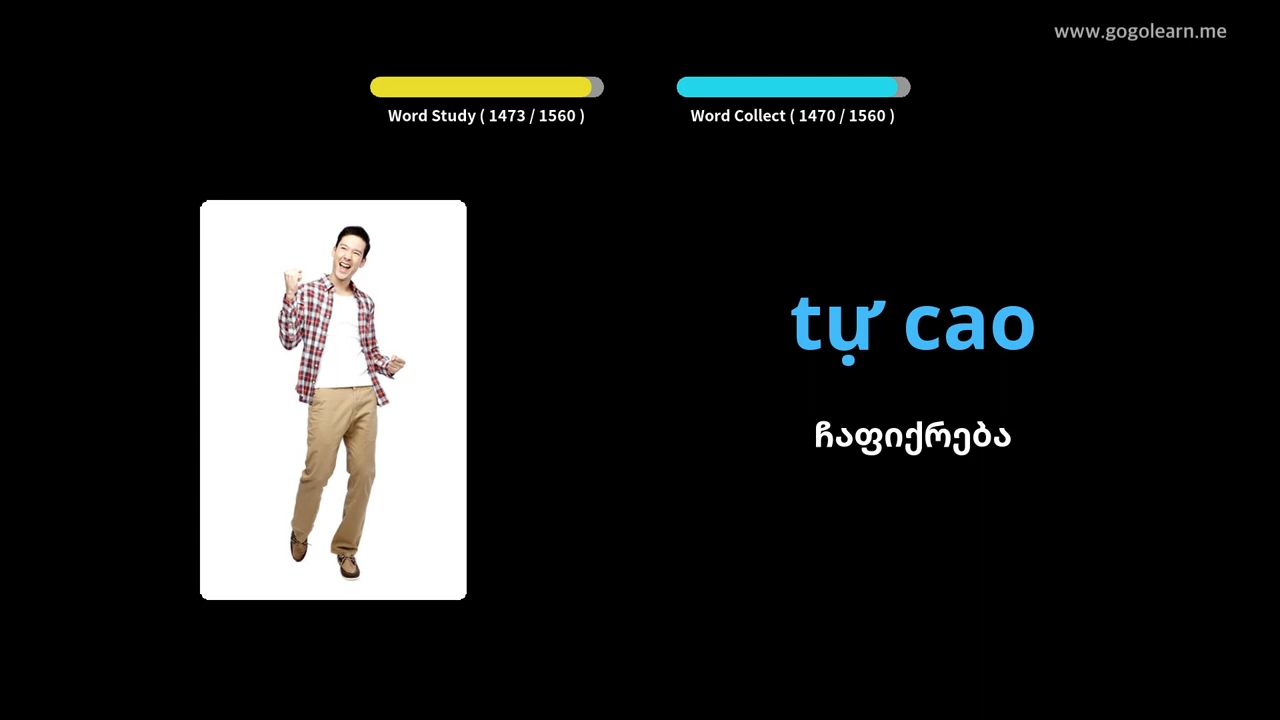 www.gogolearn.me
Word Study ( 1473 / 1560 )
Word Collect ( 1470 / 1560 )
tự cao
ჩაფიქრება